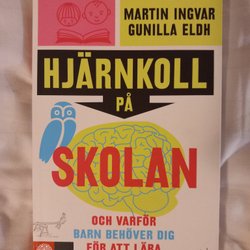 MARTIN INGVAR
GUNILLA ELDH
HJÄRNKOLL
PÅ
SKOLAN
OCH VARFÖR
BARN BEHÖVER DIG
FÖR ATT LÄRA